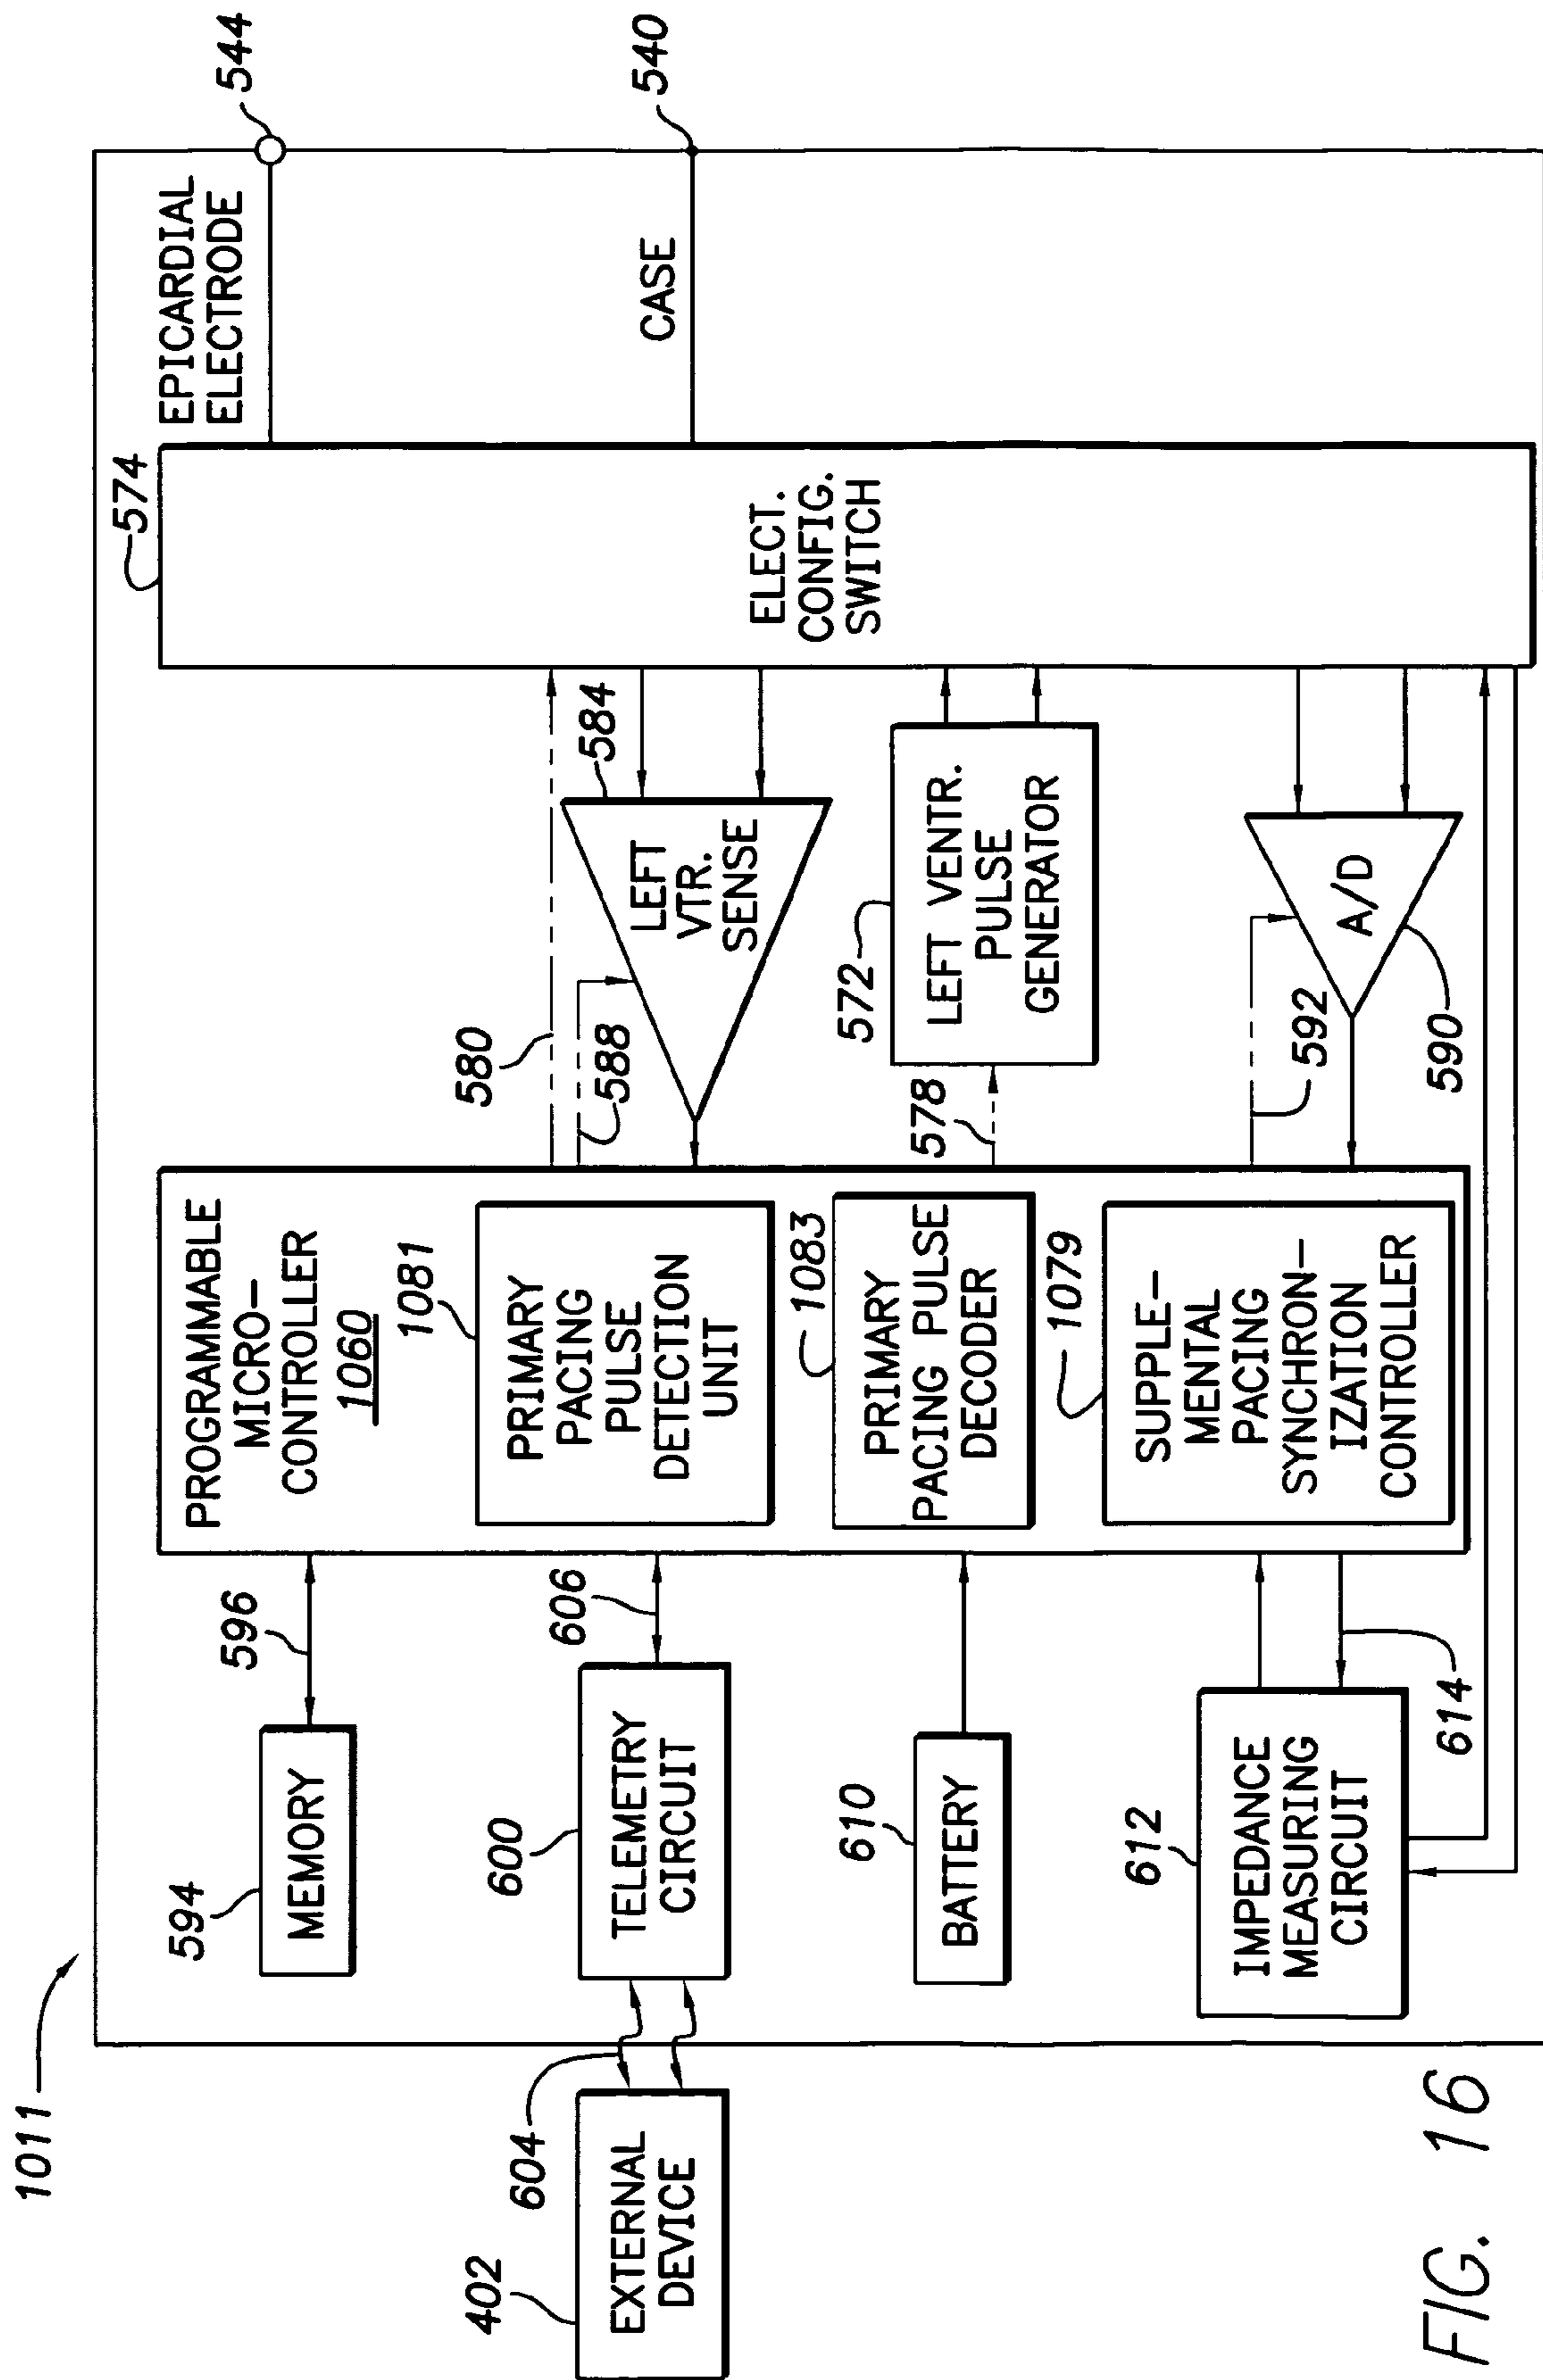 1011
402
EXTERNAL
DEVICE
604
594
MEMORY
596
600
TELEMETRY
CIRCUIT
606
610
BATTERY
612
IMPEDANCE
MEASURING
CIRCUIT
614
PROGRAMMABLE
MICRO–
CONTROLLER
1060
1081
PRIMARY
PACING
PULSE
DETECTION
UNIT
1083
PRIMARY
PACING PULSE
DECODER
1079
SUPPLE–
MENTAL
PACING
SYNCHRON–
IZATION
CONTROLLER
580
588
584
LEFT
VTR.
SENSE
578
572
LEFT VENTR.
PULSE
GENERATOR
592
A/D
590
574
ELECT.
CONFIG.
SWITCH
EPICARDIAL
ELECTRODE
544
CASE
540
FIG. 16